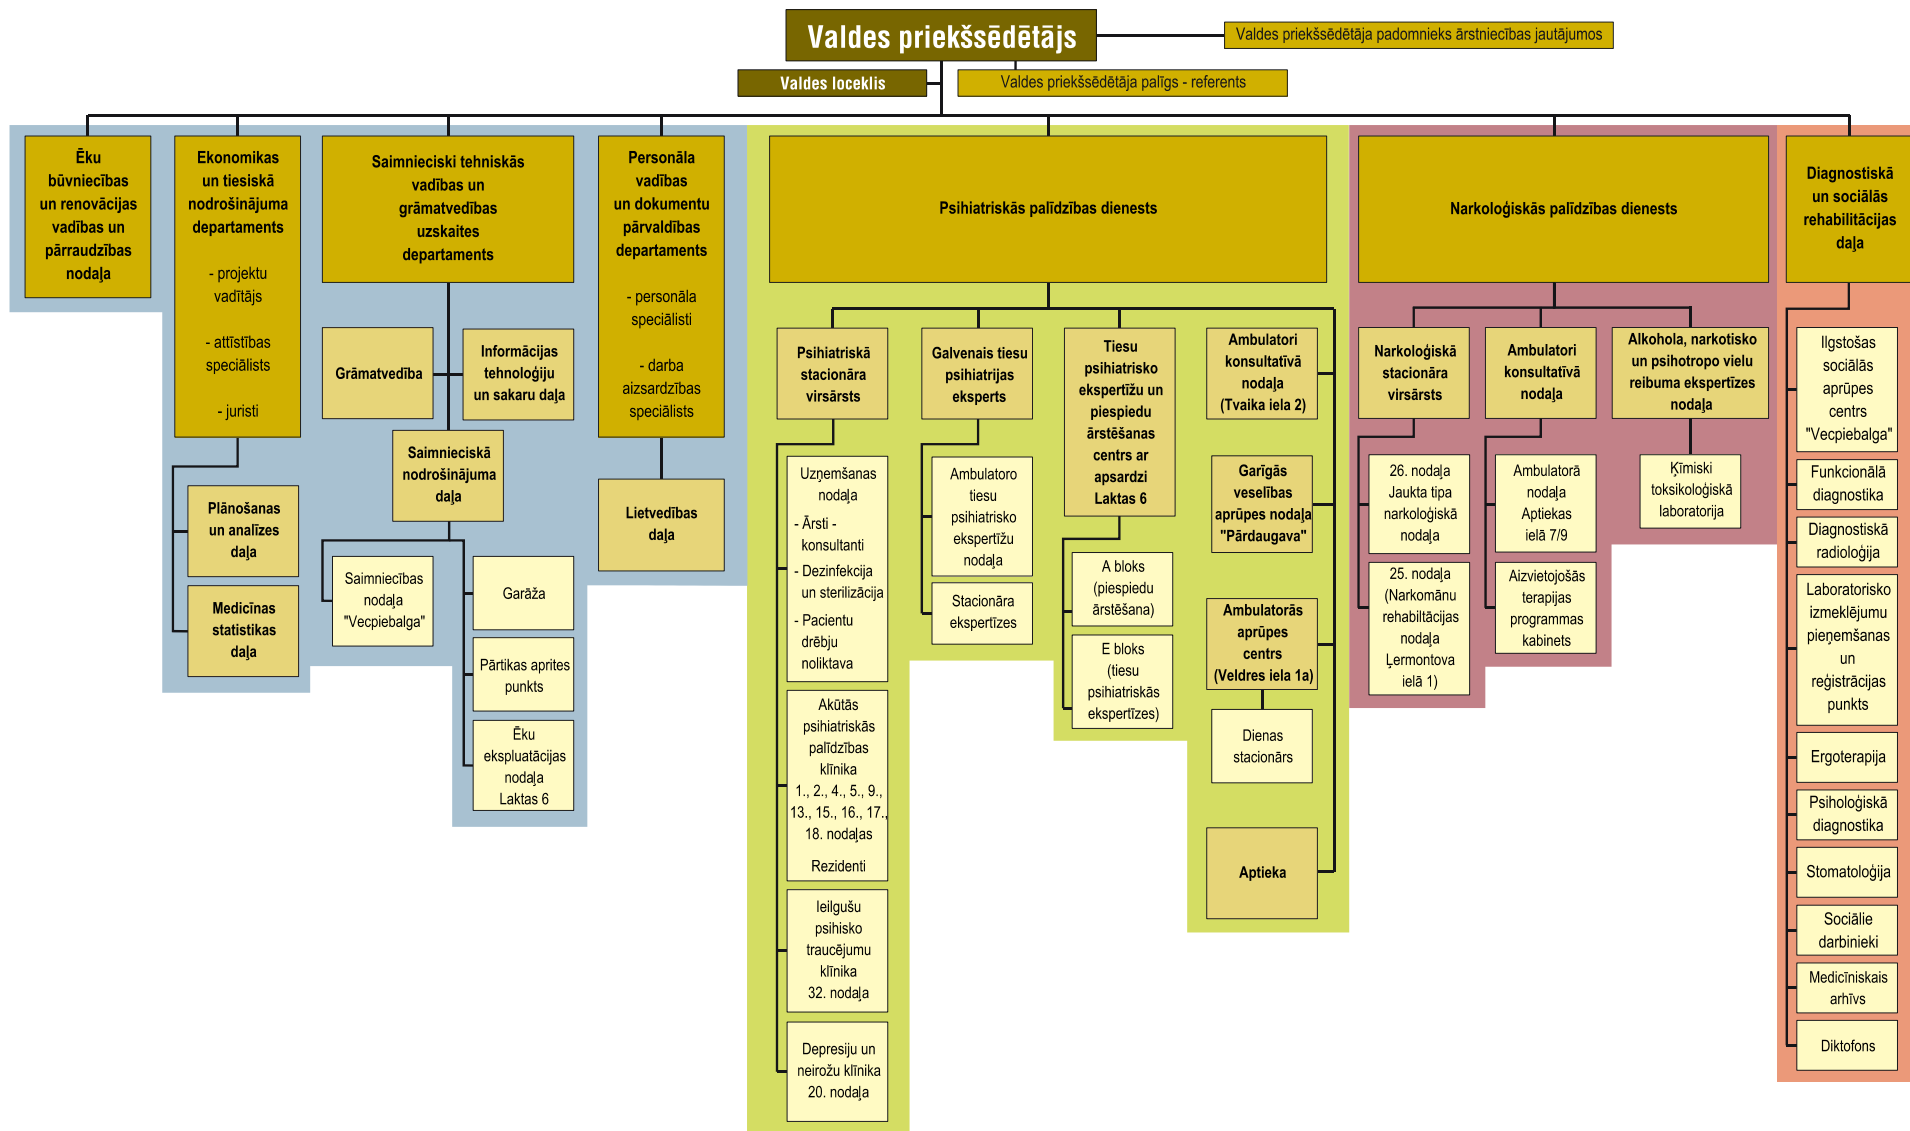 Valdes priekšsēdētājs
Valdes priekšsēdētāja padomnieks ārstniecības jautājumos
Valdes loceklis
Valdes priekšsēdētāja palīgs - referents
Ēku
būvniecības
un renovācijas
vadības un
pārraudzības
nodaļa
Ekonomikas
un tiesiskā
nodrošinājuma
departaments
- projektu
vadītājs
- attīstības
speciālists
- juristi
Plānošanas
un analīzes
daļa
Medicīnas
statistikas
daļa
Saimnieciski tehniskās
vadības un
grāmatvedības
uzskaites
departaments
Grāmatvedība
Informācijas
tehnoloģiju
un sakaru daļa
Saimnieciskā
nodrošinājuma
daļa
Saimniecības
nodaļa
"Vecpiebalga"
Garāža
Pārtikas aprites
punkts
Ēku
ekspluatācijas
nodaļa
Laktas 6
Personāla
vadības
un dokumentu
pārvaldības
departaments
- personāla
speciālisti
- darba
aizsardzības
speciālists
Lietvedības
daļa
Psihiatriskās palīdzības dienests
Psihiatriskā
stacionāra
virsārsts
Uzņemšanas
nodaļa
- Ārsti -
konsultanti
- Dezinfekcija
un sterilizācija
- Pacientu
drēbju
noliktava
Akūtās
psihiatriskās
palīdzības
klīnika
1., 2., 4., 5., 9.,
13., 15., 16., 17.,
18. nodaļas
Rezidenti
Ieilgušu
psihisko
traucējumu
klīnika
32. nodaļa
Depresiju un
neirožu klīnika
20. nodaļa
Galvenais tiesu
psihiatrijas
eksperts
Ambulatoro
tiesu
psihiatrisko
ekspertīžu
nodaļa
Stacionāra
ekspertīzes
Tiesu
psihiatrisko
ekspertīžu un
piespiedu
ārstēšanas
centrs ar
apsardzi
Laktas 6
A bloks
(piespiedu
ārstēšana)
E bloks
(tiesu
psihiatriskās
ekspertīzes)
Ambulatori
konsultatīvā
nodaļa
(Tvaika iela 2)
Garīgās
veselības
aprūpes nodaļa
"Pārdaugava"
Ambulatorās
aprūpes
centrs
(Veldres iela 1a)
Dienas
stacionārs
Aptieka
Narkoloģiskās palīdzības dienests
Narkoloģiskā
stacionāra
virsārsts
26. nodaļa
Jaukta tipa
narkoloģiskā
nodaļa
25. nodaļa
(Narkomānu
rehabiltācijas
nodaļa
Ļermontova
ielā 1)
Ambulatori
konsultatīvā
nodaļa
Ambulatorā
nodaļa
Aptiekas
ielā 7/9
Aizvietojošās
terapijas
programmas
kabinets
Alkohola, narkotisko
un psihotropo vielu
reibuma ekspertīzes
nodaļa
Ķīmiski
toksikoloģiskā
laboratorija
Diagnostiskā
un sociālās
rehabilitācijas
daļa
Ilgstošas
sociālās
aprūpes
centrs
"Vecpiebalga"
Funkcionālā
diagnostika
Diagnostiskā
radioloģija
Laboratorisko
izmeklējumu
pieņemšanas
un
reģistrācijas
punkts
Ergoterapija
Psiholoģiskā
diagnostika
Stomatoloģija
Sociālie
darbinieki
Medicīniskais
arhīvs
Diktofons